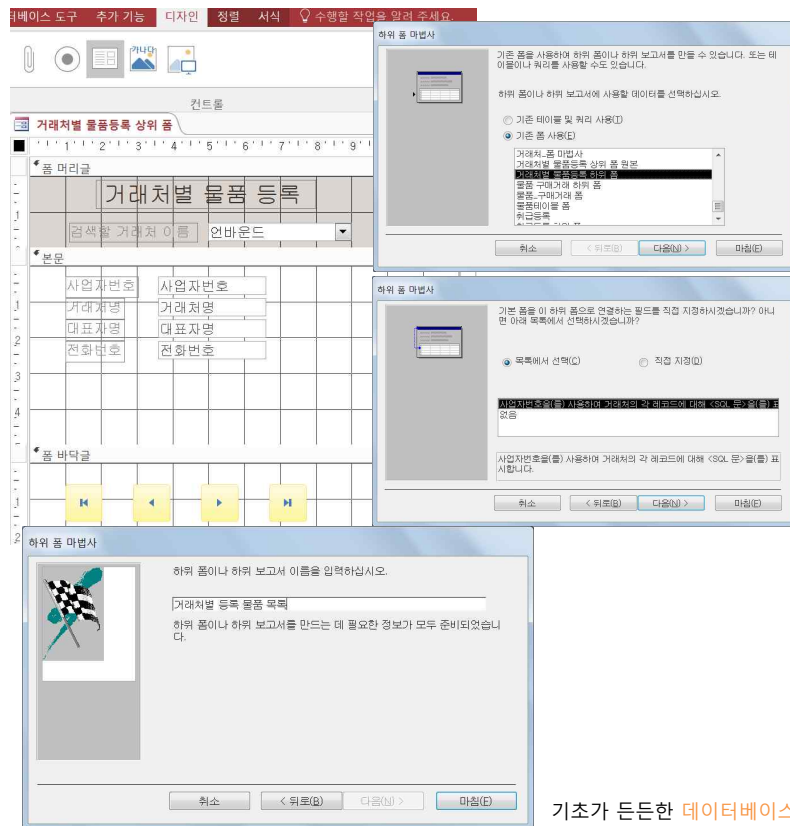 터베이스 도구 추가 기능 디자인 정렬 서식 수행할 작업을 알려 주세요.
가나다
컨트롤
거래처별 물품등록 상위 폼
1 2 3 4 5 6 7 8 9
폼 머리글
거래처별 물품 등록
검색할 거래처 이름 언바운드
본문
사업자번호 사업자번호
거래처명 거래처명
대표자명 대표자명
전화번호 전화번호
폼 바닥글
하위 폼 마법사
기존 폼을 사용하여 하위 폼이나 하위 보고서를 만들 수 있습니다. 또는 테
이블이나 쿼리를 사용할 수도 있습니다.
하위 폼이나 하위 보고서에 사용할 데이터를 선택하십시오.
기존 테이블 및 쿼리 사용(T)
기존 폼 사용(E)
거래처_폼 마법사
거래처별 물품등록 상위 폼 원본
거래처별 물품등록 하위 폼
물품 구매거래 하위 폼
물품_구매거래 폼
물품테이블 폼
취급등록
취소 < 뒤로(B) 다음(N) > 마침(F)
하위 폼 마법사
기본 폼을 이 하위 폼으로 연결하는 필드를 직접 지정하시겠습니까? 아니
면 아래 목록에서 선택하시겠습니까?
목록에서 선택(C) 직접 지정(D)
사업자번호을(를) 사용하여 거래처의 각 레코드에 대해 <SQL 문>을(를) 표
없음
사업자번호을(를) 사용하여 거래처의 각 레코드에 대해 <SQL 문>을(를) 표
시합니다.
취소 < 뒤로(B) 다음(N) > 마침(F)
하위 폼 마법사
하위 폼이나 하위 보고서 이름을 입력하십시오.
거래처별 등록 물품 목록
하위 폼이나 하위 보고서를 만드는 데 필요한 정보가 모두 준비되었습니
다.
취소 < 뒤로(B) 다음(N) > 마침(F)
기초가 든든한 데이터베이스